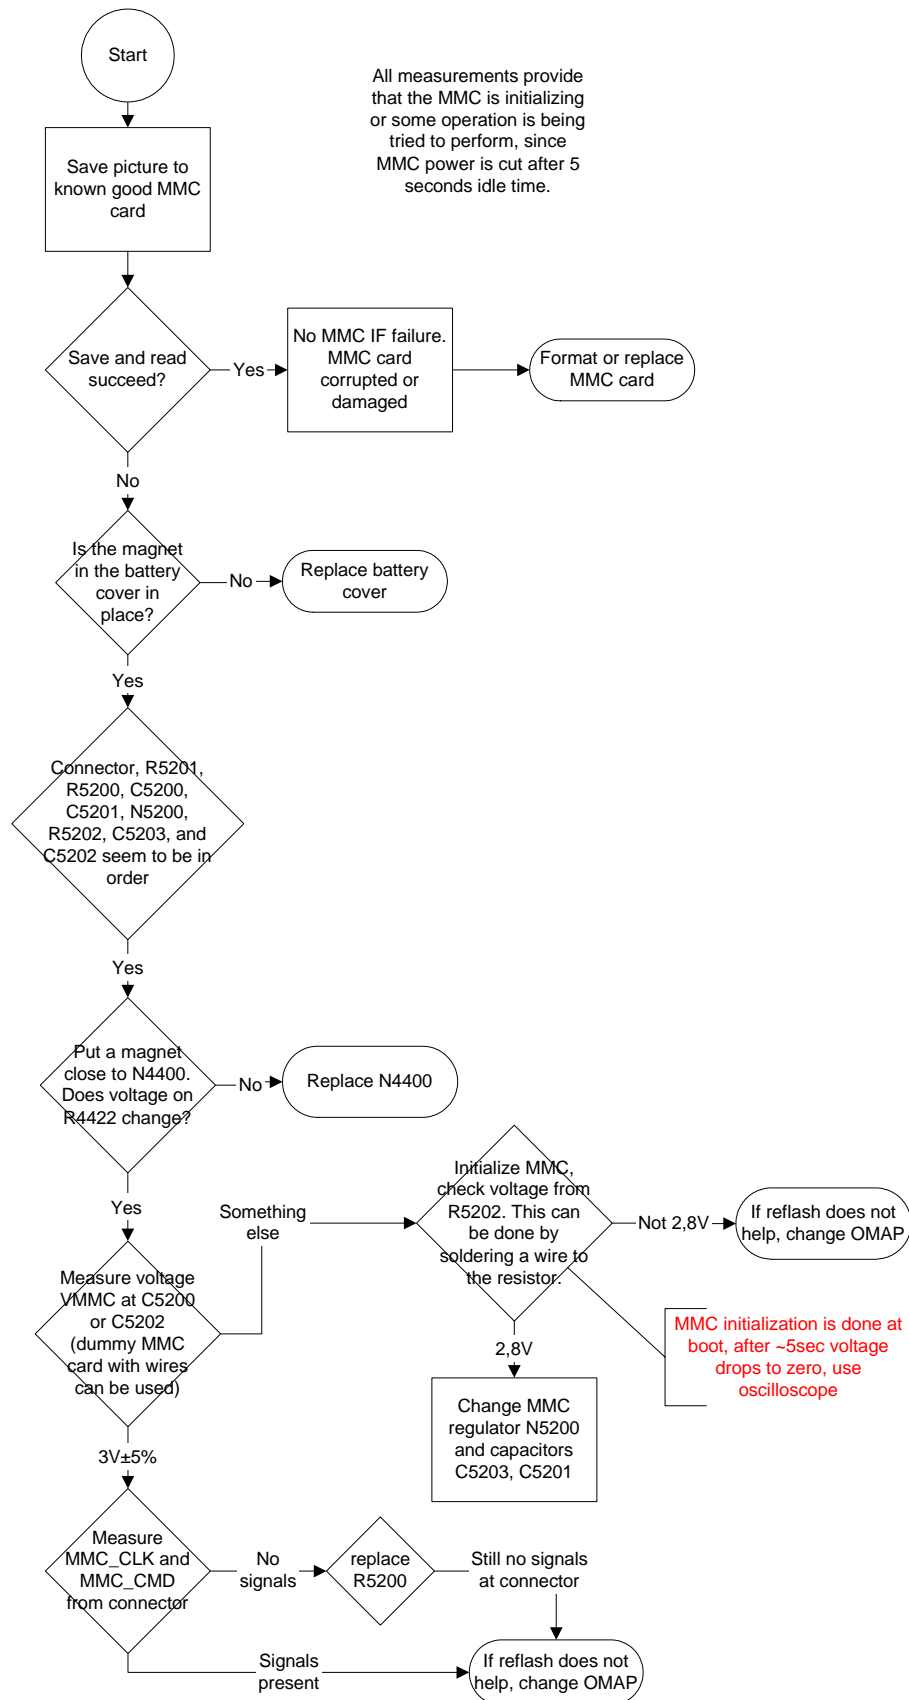 Start
All measurements provide
that the MMC is initializing
or some operation is being
tried to perform, since
MMC power is cut after 5
seconds idle time.
Save picture to
known good MMC
card
Save and read
succeed?
Yes
No MMC IF failure.
MMC card
corrupted or
damaged
Format or replace
MMC card
No
Is the magnet
in the battery
cover in
place?
No
Replace battery
cover
Yes
Connector, R5201,
R5200, C5200,
C5201, N5200,
R5202, C5203, and
C5202 seem to be in
order
Yes
Put a magnet
close to N4400.
Does voltage on
R4422 change?
No
Replace N4400
Yes
Measure voltage
VMMC at C5200
or C5202
(dummy MMC
card with wires
can be used)
Something
else
Initialize MMC,
check voltage from
R5202. This can
be done by
soldering a wire to
the resistor.
Not 2,8V
If reflash does not
help, change OMAP
MMC initialization is done at
boot, after ~5sec voltage
drops to zero, use
oscilloscope
2,8V
Change MMC
regulator N5200
and capacitors
C5203, C5201
3V±5%
Measure
MMC_CLK and
MMC_CMD
from connector
No
signals
replace
R5200
Still no signals
at connector
Signals
present
If reflash does not
help, change OMAP